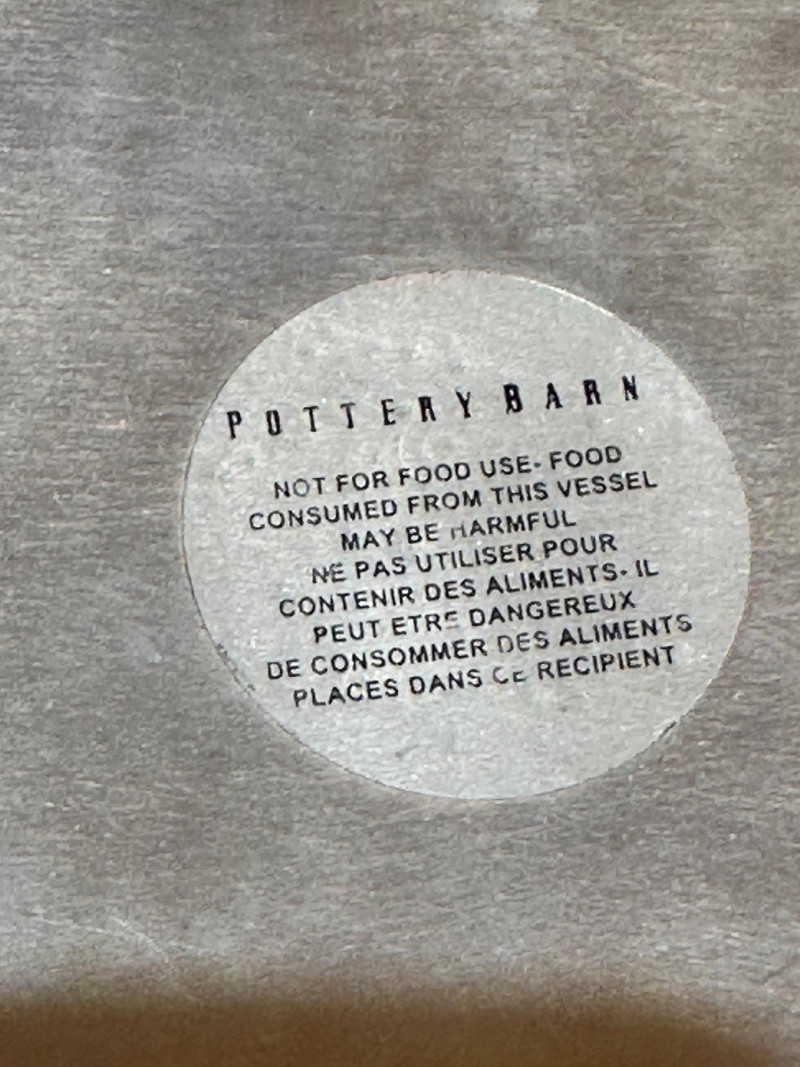 POTTERY BARN
NOT FOR FOOD USE- FOOD
CONSUMED FROM THIS VESSEL
MAY BE HARMFUL
NE PAS UTILISER POUR
CONTENIR DES ALIMENTS- IL
PEUT ETRE DANGEREUX
DE CONSOMMER DES ALIMENTS
PLACES DANS CE RECIPIENT